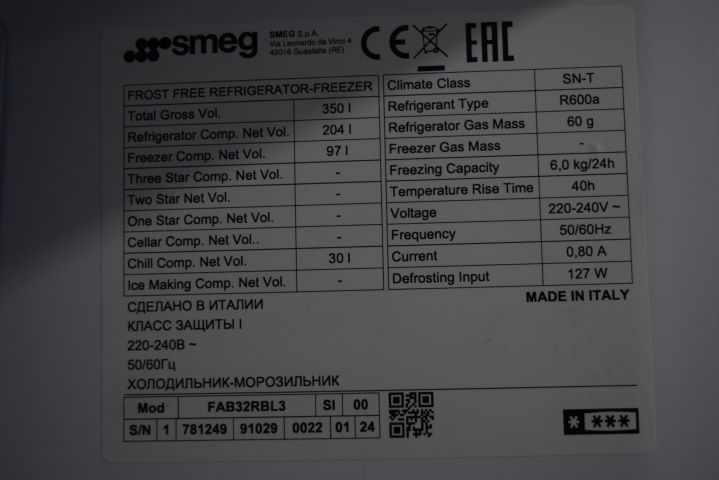 smeg
SMEG S.p.A
Via Leonardo da Vinci 4
42016 Guastalla (RE)
CE
EAC
FROST FREE REFRIGERATOR-FREEZER
Total Gross Vol. 350 l
Refrigerator Comp. Net Vol. 204 l
Freezer Comp. Net Vol. 97 l
Three Star Comp. Net Vol. -
Two Star Net Vol. -
One Star Comp. Net Vol. -
Cellar Comp. Net Vol.. -
Chill Comp. Net Vol. 30 l
Ice Making Comp. Net Vol. -
Climate Class SN-T
Refrigerant Type R600a
Refrigerator Gas Mass 60 g
Freezer Gas Mass -
Freezing Capacity 6,0 kg/24h
Temperature Rise Time 40h
Voltage 220-240V ~
Frequency 50/60Hz
Current 0,80 A
Defrosting Input 127 W
MADE IN ITALY
СДЕЛАНО В ИТАЛИИ
КЛАСС ЗАЩИТЫ I
220-240В ~
50/60Гц
ХОЛОДИЛЬНИК-МОРОЗИЛЬНИК
Mod FAB32RBL3 SI 00
S/N 1 781249 91029 0022 01 24
* ***